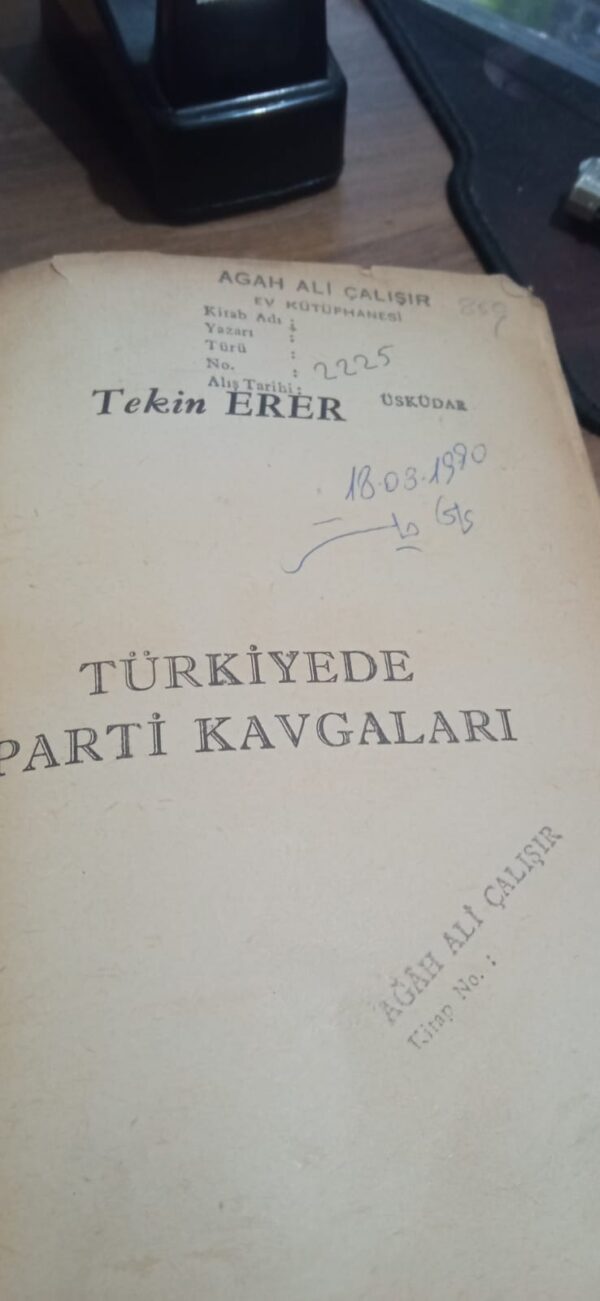 AGAH ALİ ÇALIŞIR
EV KÜTÜPHANESİ
Kitab Adı :
Yazarı :
Türü :
No. : 2225
Alış Tarihi :
Tekin ERER
ÜSKÜDAR
18.03.1990
TÜRKİYEDE
PARTİ KAVGALARI
AĞÂH ALİ ÇALIŞIR
Kitap No. :